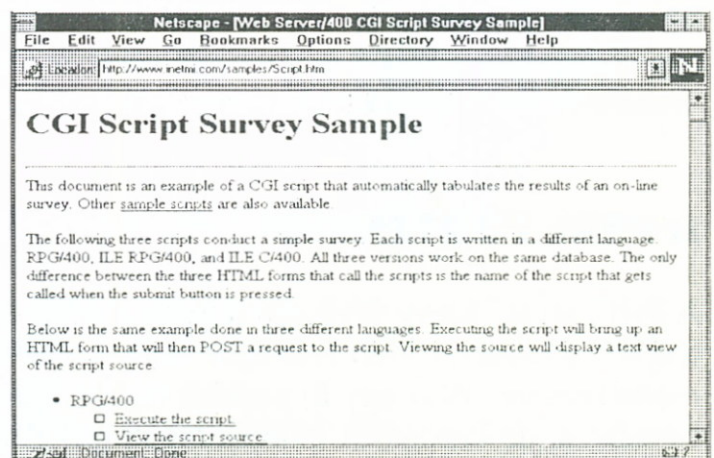 Netscape - [Web Server/400 CGI Script Survey Sample]
File Edit View Go Bookmarks Options Directory Window Help
Location: http://www.inetmi.com/samples/Script.htm
N
CGI Script Survey Sample
This document is an example of a CGI script that automatically tabulates the results of an on-line
survey. Other sample scripts are also available.
The following three scripts conduct a simple survey. Each script is written in a different language.
RPG/400, ILE RPG/400, and ILE C/400. All three versions work on the same database. The only
difference between the three HTML forms that call the scripts is the name of the script that gets
called when the submit button is pressed.
Below is the same example done in three different languages. Executing the script will bring up an
HTML form that will then POST a request to the script. Viewing the source will display a text view
of the script source.
• RPG/400
Execute the script.
View the script source.
Document: Done